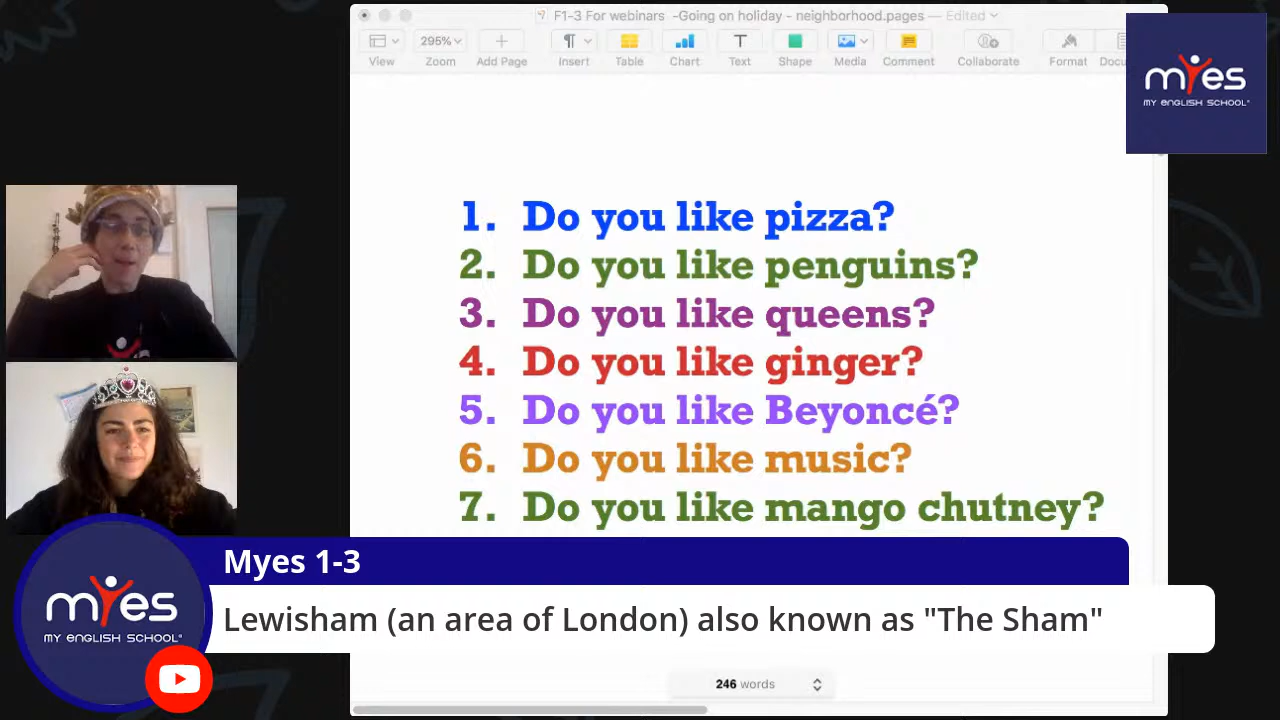 F1-3 For webinars -Going on holiday - neighborhood.pages — Edited
295%
View Zoom Add Page Insert Table Chart Text Shape Media Comment Collaborate Format
myes
MY ENGLISH SCHOOL
1. Do you like pizza?
2. Do you like penguins?
3. Do you like queens?
4. Do you like ginger?
5. Do you like Beyoncé?
6. Do you like music?
7. Do you like mango chutney?
Myes 1-3
Lewisham (an area of London) also known as "The Sham"
myes
MY ENGLISH SCHOOL
246 words